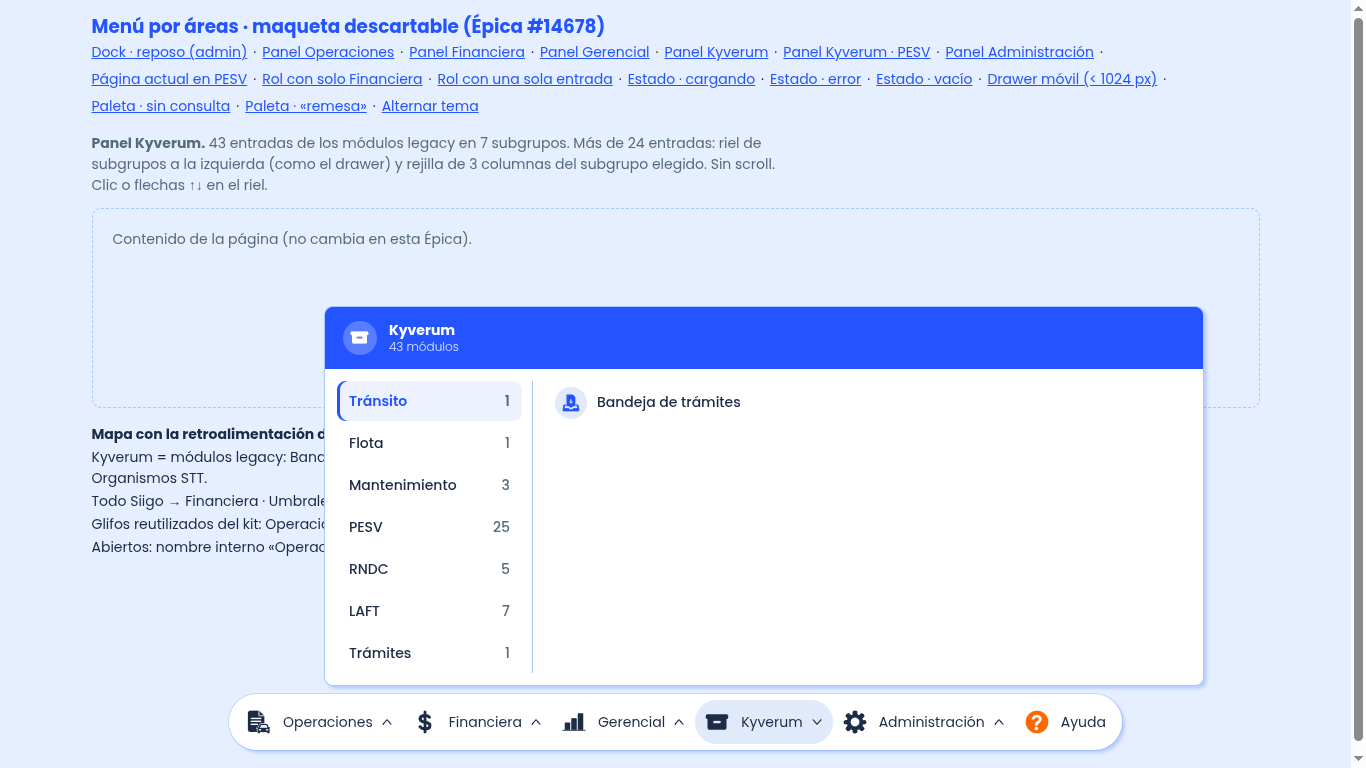 Menú por áreas · maqueta descartable (Épica #14678)
Dock · reposo (admin) · Panel Operaciones · Panel Financiera · Panel Gerencial · Panel Kyverum · Panel Kyverum · PESV · Panel Administración ·
Página actual en PESV · Rol con solo Financiera · Rol con una sola entrada · Estado · cargando · Estado · error · Estado · vacío · Drawer móvil (< 1024 px) ·
Paleta · sin consulta · Paleta · «remesa» · Alternar tema
Panel Kyverum. 43 entradas de los módulos legacy en 7 subgrupos. Más de 24 entradas: riel de
subgrupos a la izquierda (como el drawer) y rejilla de 3 columnas del subgrupo elegido. Sin scroll.
Clic o flechas ↑↓ en el riel.
Contenido de la página (no cambia en esta Épica).
Kyverum
43 módulos
Tránsito 1
Flota 1
Mantenimiento 3
PESV 25
RNDC 5
LAFT 7
Trámites 1
Bandeja de trámites
Mapa con la retroalimentación
Kyverum = módulos legacy:
Organismos STT.
Todo Siigo → Financiera ·
Glifos reutilizados del kit:
Abiertos: nombre interno
Operaciones Financiera Gerencial Kyverum Administración ? Ayuda